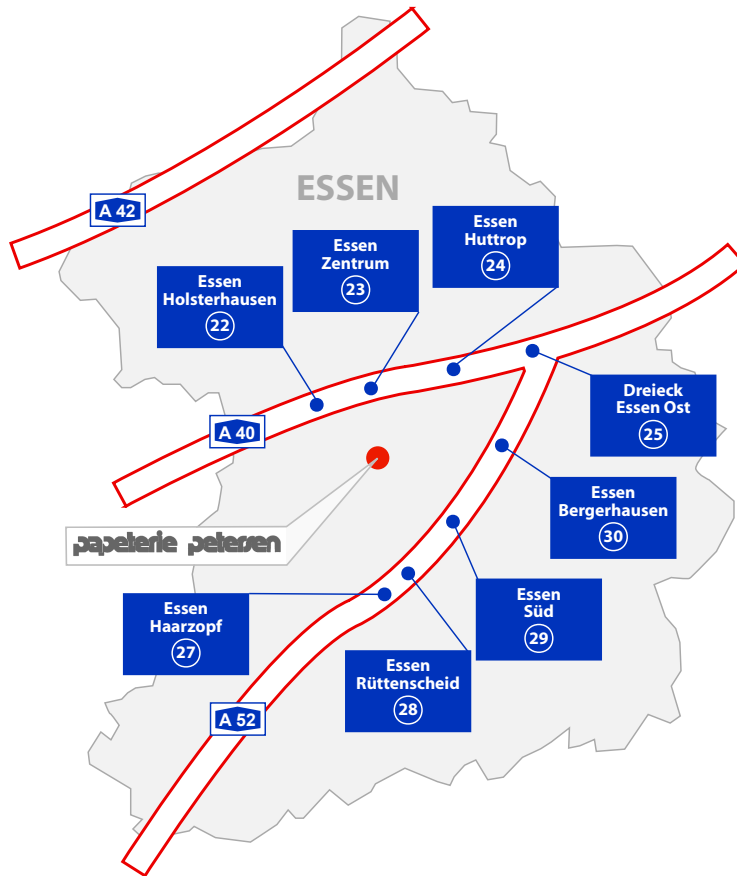 ESSEN
A 42
Essen
Huttrop
24
Essen
Zentrum
23
Essen
Holsterhausen
22
A 40
Dreieck
Essen Ost
25
Essen
Bergerhausen
30
papeterie petersen
Essen
Süd
29
Essen
Haarzopf
27
Essen
Rüttenscheid
28
A 52